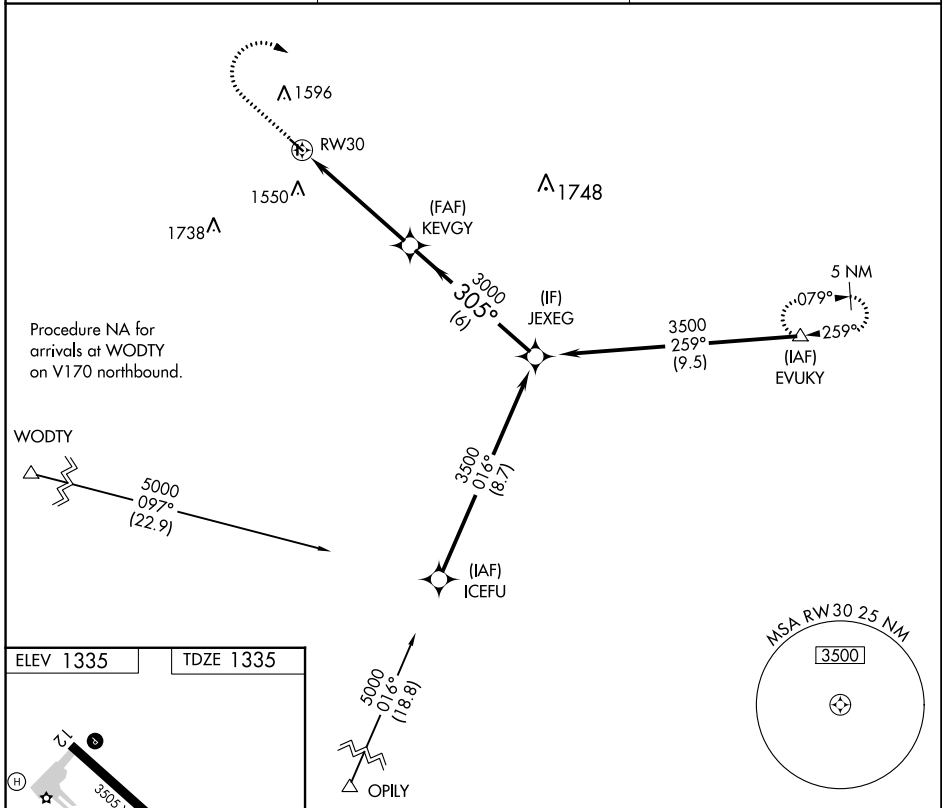 1596
RW30
1550
1748
1738
(FAF)
KEVGY
3000
305°
(6)
(IF)
JEXEG
5 NM
079°
259°
3500
259°
(9.5)
(IAF)
EVUKY
Procedure NA for
arrivals at WODTY
on V170 northbound.
WODTY
5000
097°
(22.9)
3500
016°
(8.7)
(IAF)
ICEFU
5000
016°
(18.8)
OPILY
MSA RW30 25 NM
3500
ELEV 1335
TDZE 1335
12
P
H
3505